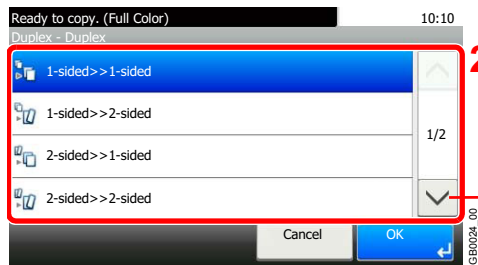 Ready to copy. (Full Color) 10:10
Duplex - Duplex
1-sided>>1-sided
1-sided>>2-sided
2-sided>>1-sided
2-sided>>2-sided
1/2
2
Cancel OK
GB0024_00